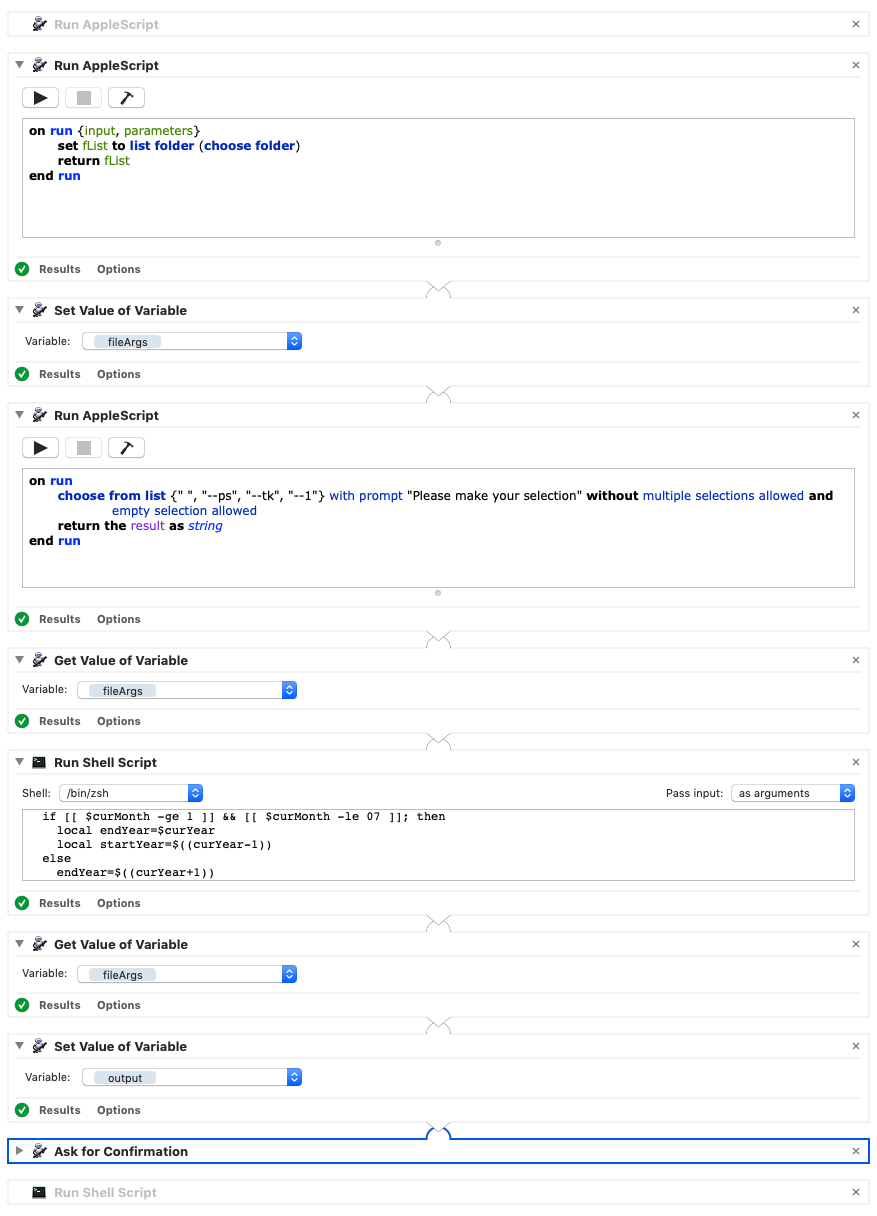 Run AppleScript
Run AppleScript
on run {input, parameters}
set fList to list folder (choose folder)
return fList
end run
Results Options
Set Value of Variable
Variable: fileArgs
Results Options
Run AppleScript
on run
choose from list {" ", "--ps", "--tk", "--1"} with prompt "Please make your selection" without multiple selections allowed and
empty selection allowed
return the result as string
end run
Results Options
Get Value of Variable
Variable: fileArgs
Results Options
Run Shell Script
Shell: /bin/zsh Pass input: as arguments
if [[ $curMonth -ge 1 ]] && [[ $curMonth -le 07 ]]; then
local endYear=$curYear
local startYear=$((curYear-1))
else
endYear=$((curYear+1))
Results Options
Get Value of Variable
Variable: fileArgs
Results Options
Set Value of Variable
Variable: output
Results Options
Ask for Confirmation
Run Shell Script